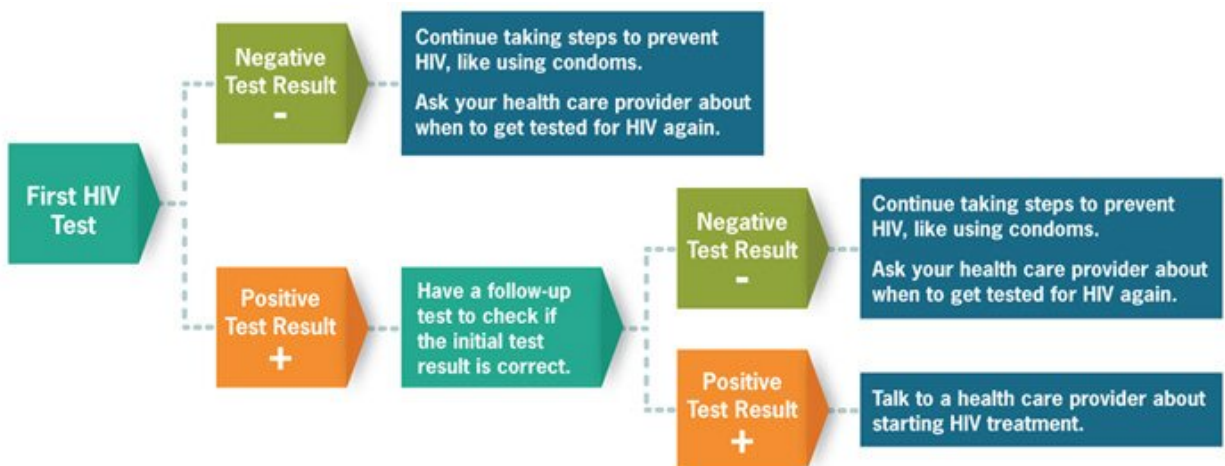 Negative
Test Result
-
Continue taking steps to prevent
HIV, like using condoms.
Ask your health care provider about
when to get tested for HIV again.
First HIV
Test
Positive
Test Result
+
Have a follow-up
test to check if
the initial test
result is correct.
Negative
Test Result
-
Continue taking steps to prevent
HIV, like using condoms.
Ask your health care provider about
when to get tested for HIV again.
Positive
Test Result
+
Talk to a health care provider about
starting HIV treatment.